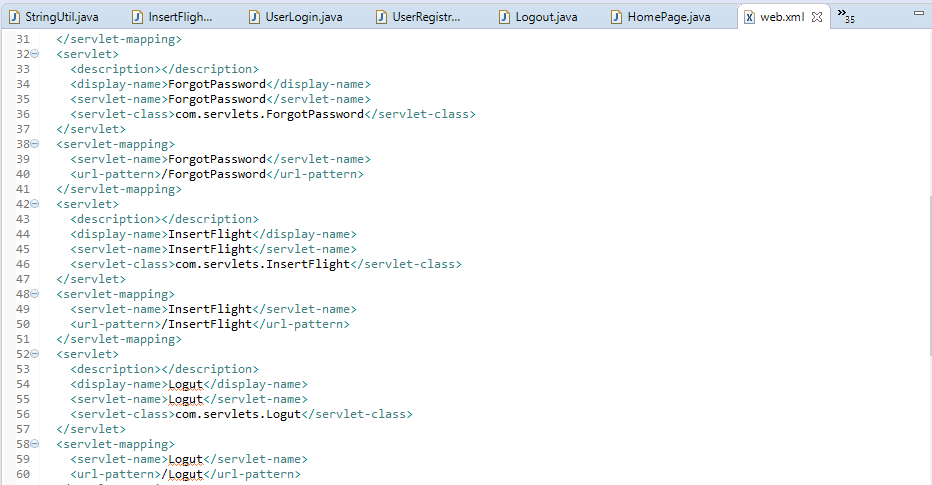 StringUtil.java InsertFligh... UserLogin.java UserRegistr... Logout.java HomePage.java web.xml »35
31 </servlet-mapping>
32 <servlet>
33 <description></description>
34 <display-name>ForgotPassword</display-name>
35 <servlet-name>ForgotPassword</servlet-name>
36 <servlet-class>com.servlets.ForgotPassword</servlet-class>
37 </servlet>
38 <servlet-mapping>
39 <servlet-name>ForgotPassword</servlet-name>
40 <url-pattern>/ForgotPassword</url-pattern>
41 </servlet-mapping>
42 <servlet>
43 <description></description>
44 <display-name>InsertFlight</display-name>
45 <servlet-name>InsertFlight</servlet-name>
46 <servlet-class>com.servlets.InsertFlight</servlet-class>
47 </servlet>
48 <servlet-mapping>
49 <servlet-name>InsertFlight</servlet-name>
50 <url-pattern>/InsertFlight</url-pattern>
51 </servlet-mapping>
52 <servlet>
53 <description></description>
54 <display-name>Logut</display-name>
55 <servlet-name>Logut</servlet-name>
56 <servlet-class>com.servlets.Logut</servlet-class>
57 </servlet>
58 <servlet-mapping>
59 <servlet-name>Logut</servlet-name>
60 <url-pattern>/Logut</url-pattern>